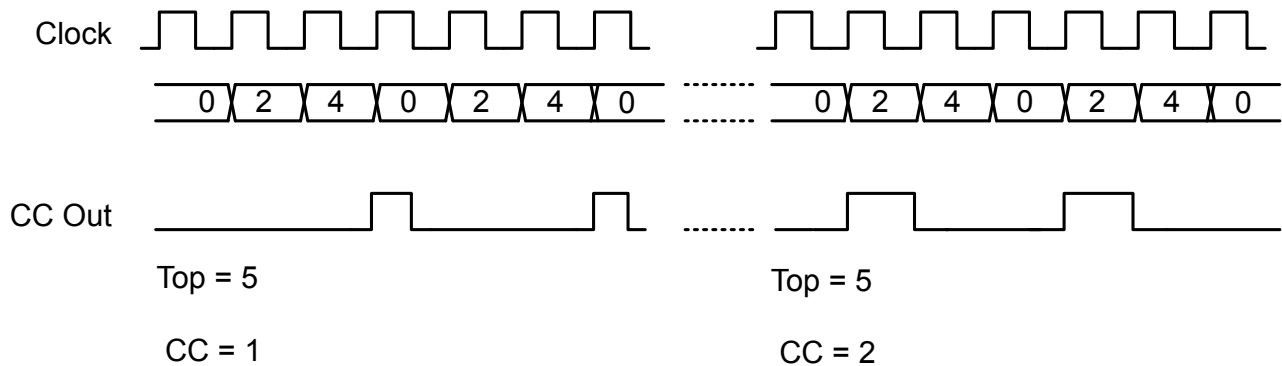 Clock
0 2 4 0 2 4 0 0 2 4 0 2 4 0
CC Out
Top = 5 Top = 5
CC = 1 CC = 2